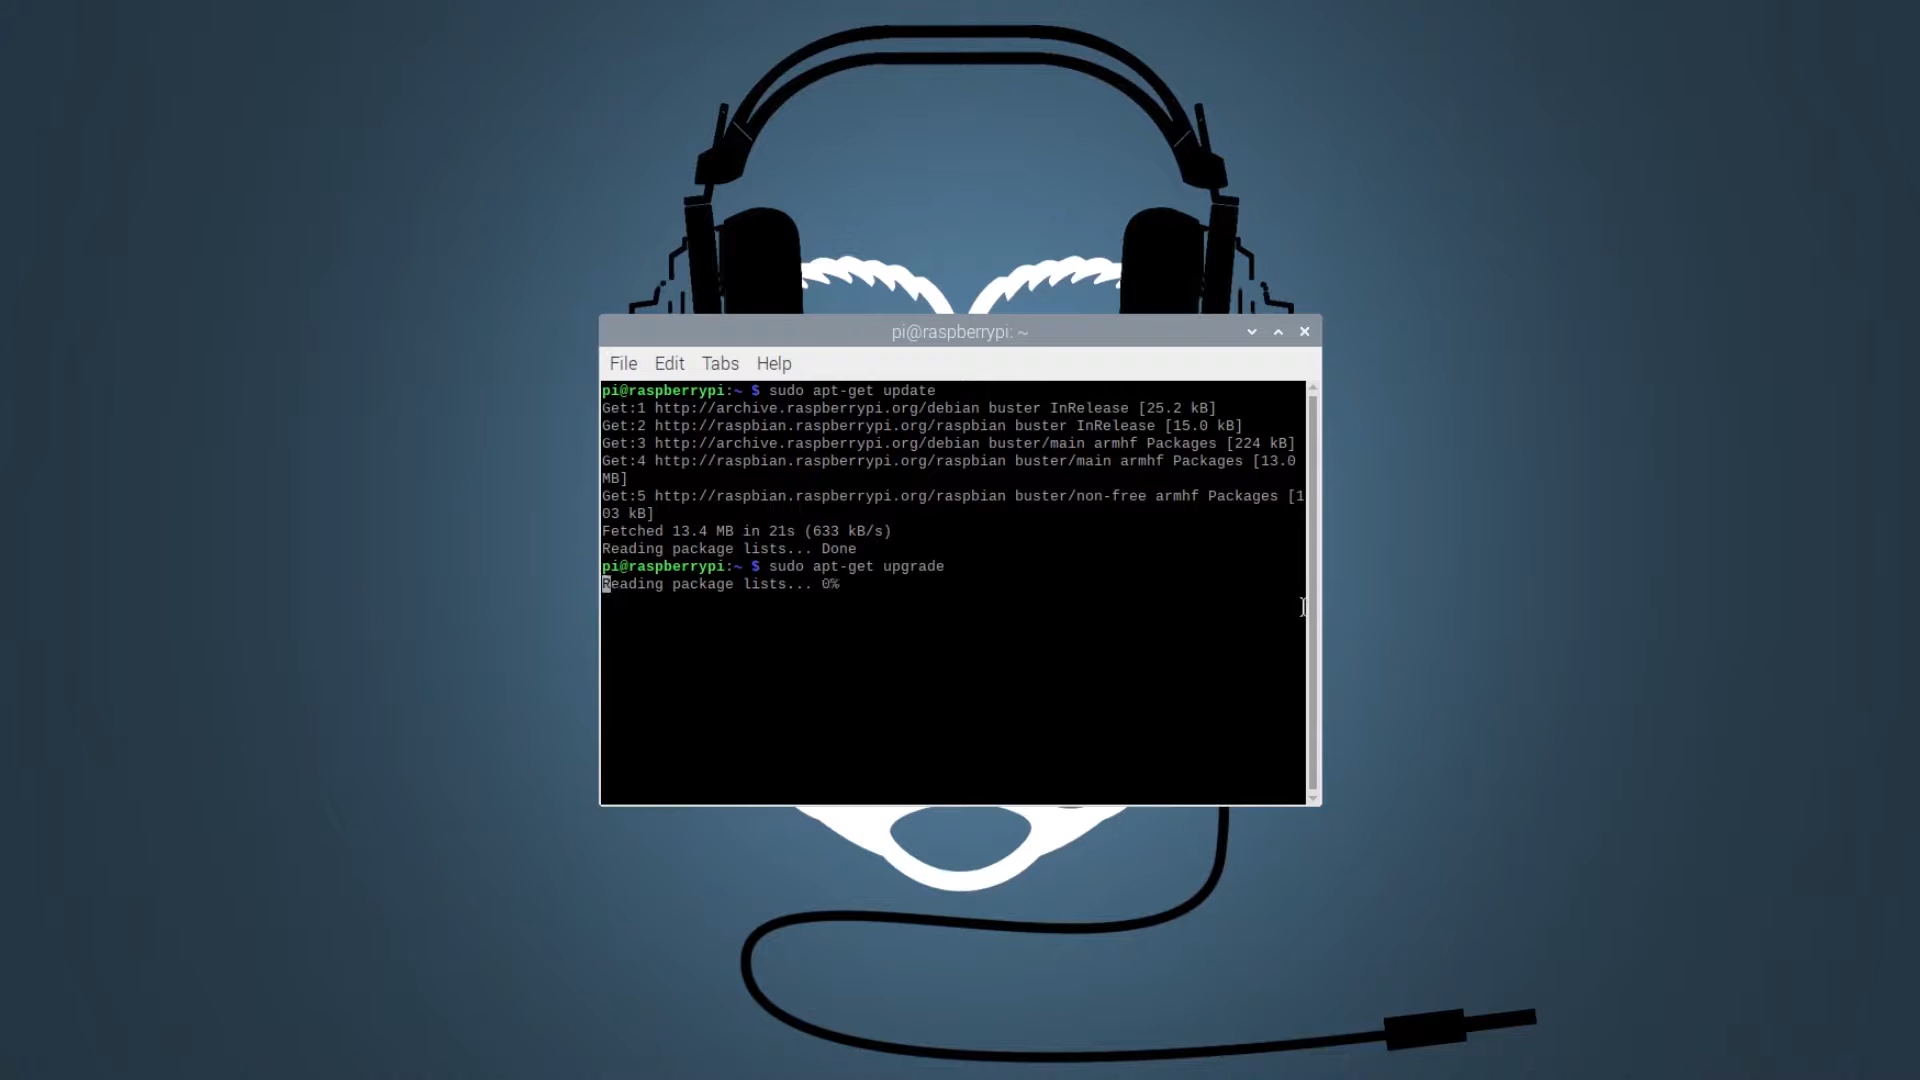 pi@raspberrypi: ~
File Edit Tabs Help
pi@raspberrypi:~ $ sudo apt-get update
Get:1 http://archive.raspberrypi.org/debian buster InRelease [25.2 kB]
Get:2 http://raspbian.raspberrypi.org/raspbian buster InRelease [15.0 kB]
Get:3 http://archive.raspberrypi.org/debian buster/main armhf Packages [224 kB]
Get:4 http://raspbian.raspberrypi.org/raspbian buster/main armhf Packages [13.0
MB]
Get:5 http://raspbian.raspberrypi.org/raspbian buster/non-free armhf Packages [1
03 kB]
Fetched 13.4 MB in 21s (633 kB/s)
Reading package lists... Done
pi@raspberrypi:~ $ sudo apt-get upgrade
Reading package lists... 0%